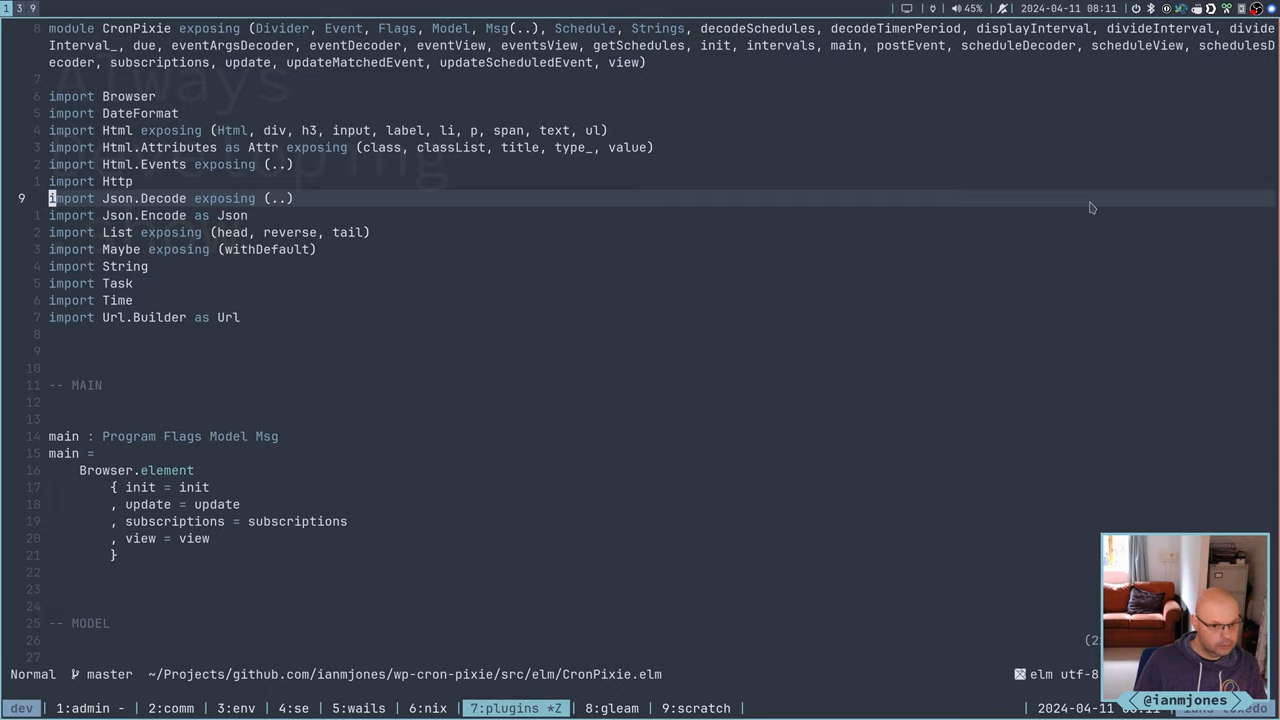 1 3 9 45% 2024-04-11 08:11
8 module CronPixie exposing (Divider, Event, Flags, Model, Msg(..), Schedule, Strings, decodeSchedules, decodeTimerPeriod, displayInterval, divideInterval, divide
Interval_, due, eventArgsDecoder, eventDecoder, eventView, eventsView, getSchedules, init, intervals, main, postEvent, scheduleDecoder, scheduleView, schedulesD
ecoder, subscriptions, update, updateMatchedEvent, updateScheduledEvent, view)
7
Always
6 import Browser
5 import DateFormat
4 import Html exposing (Html, div, h3, input, label, li, p, span, text, ul)
3 import Html.Attributes as Attr exposing (class, classList, title, type_, value)
2 import Html.Events exposing (..)
1 import Http
9 import Json.Decode exposing (..)
1 import Json.Encode as Json
2 import List exposing (head, reverse, tail)
3 import Maybe exposing (withDefault)
4 import String
5 import Task
6 import Time
7 import Url.Builder as Url
8
9
10
11 -- MAIN
12
13
14 main : Program Flags Model Msg
15 main =
16 Browser.element
17 { init = init
18 , update = update
19 , subscriptions = subscriptions
20 , view = view
21 }
22
23
24
25 -- MODEL
26
27
Normal master ~/Projects/github.com/ianmjones/wp-cron-pixie/src/elm/CronPixie.elm elm utf-8
dev 1:admin - 2:comm 3:env 4:se 5:wails 6:nix 7:plugins *Z 8:gleam 9:scratch 2024-04-11
@ianmjones